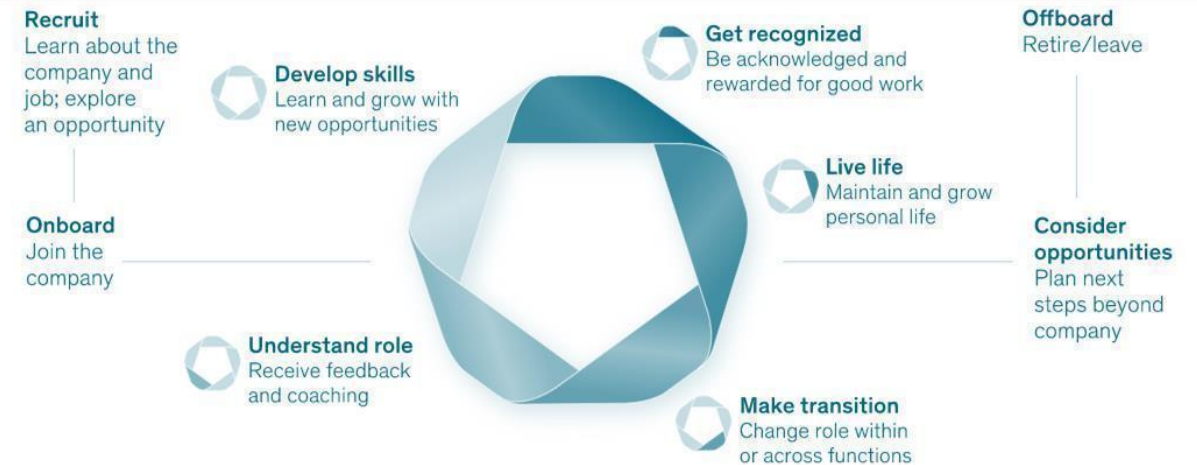 Recruit
Learn about the
company and
job; explore
an opportunity
Onboard
Join the
company
Develop skills
Learn and grow with
new opportunities
Understand role
Receive feedback
and coaching
Get recognized
Be acknowledged and
rewarded for good work
Live life
Maintain and grow
personal life
Make transition
Change role within
or across functions
Offboard
Retire/leave
Consider
opportunities
Plan next
steps beyond
company